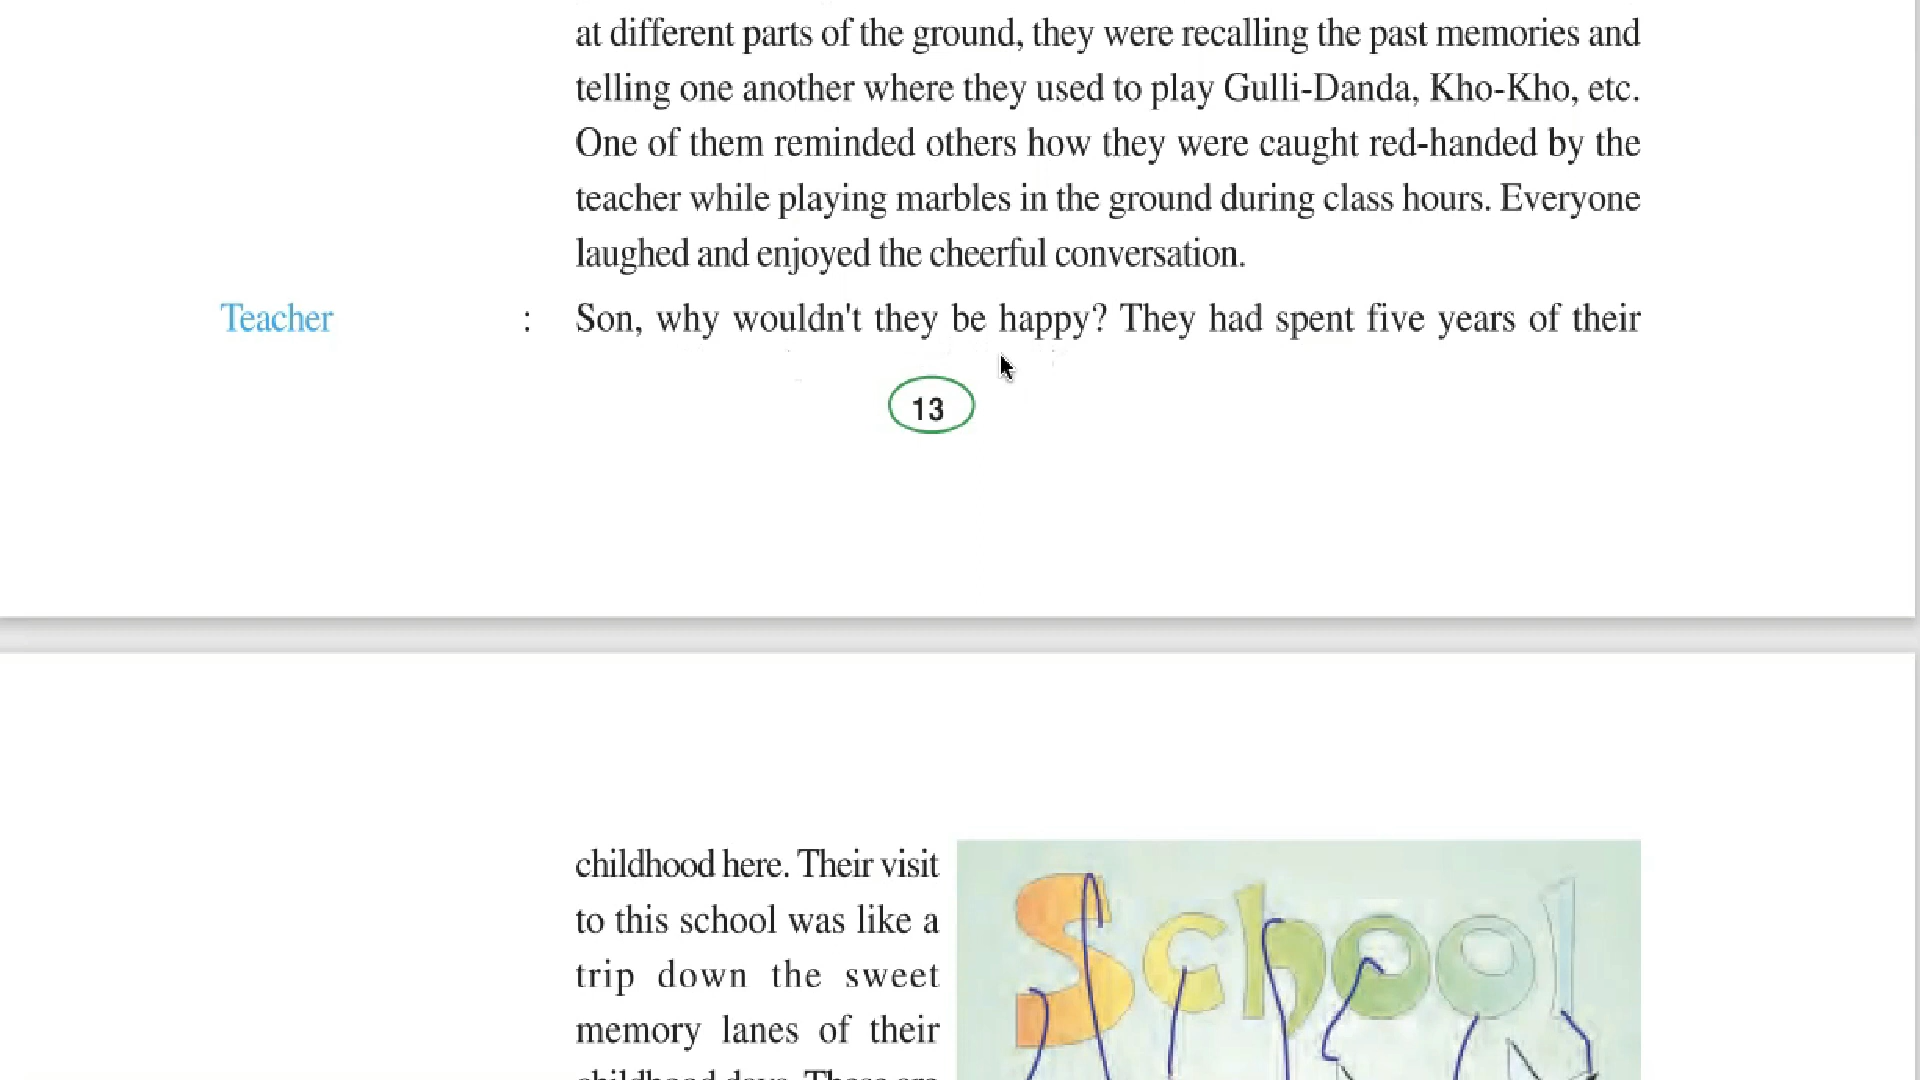 at different parts of the ground, they were recalling the past memories and
telling one another where they used to play Gulli-Danda, Kho-Kho, etc.
One of them reminded others how they were caught red-handed by the
teacher while playing marbles in the ground during class hours. Everyone
laughed and enjoyed the cheerful conversation.
Teacher : Son, why wouldn't they be happy? They had spent five years of their
13
childhood here. Their visit
to this school was like a
trip down the sweet
memory lanes of their
childhood days. These are
School